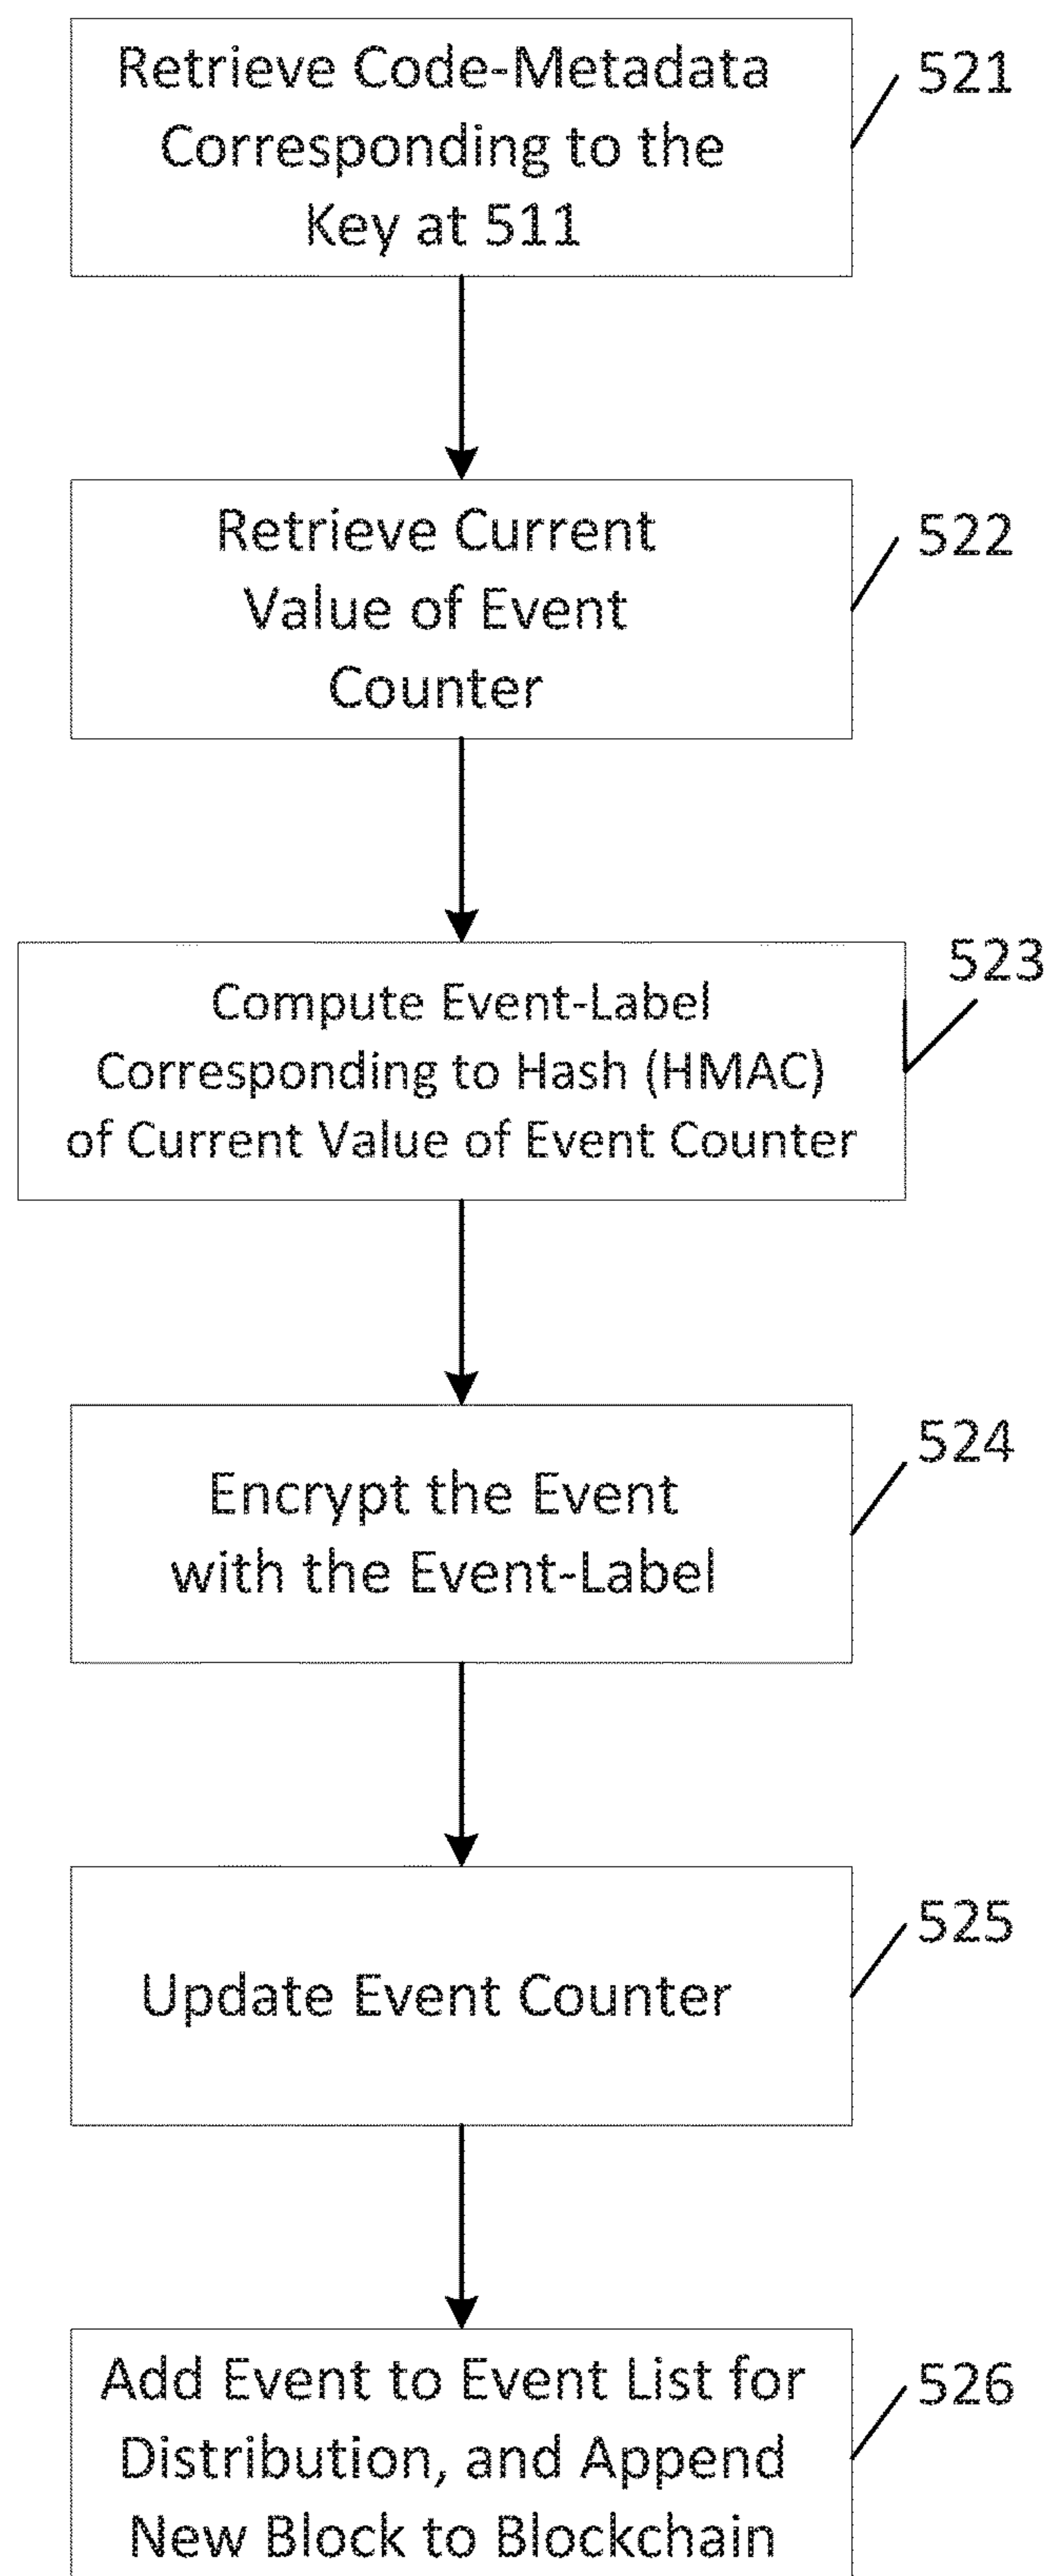 Retrieve Code-Metadata
Corresponding to the
Key at 511
521
Retrieve Current
Value of Event
Counter
522
Compute Event-Label
Corresponding to Hash (HMAC)
of Current Value of Event Counter
523
Encrypt the Event
with the Event-Label
524
Update Event Counter
525
Add Event to Event List for
Distribution, and Append
New Block to Blockchain
526